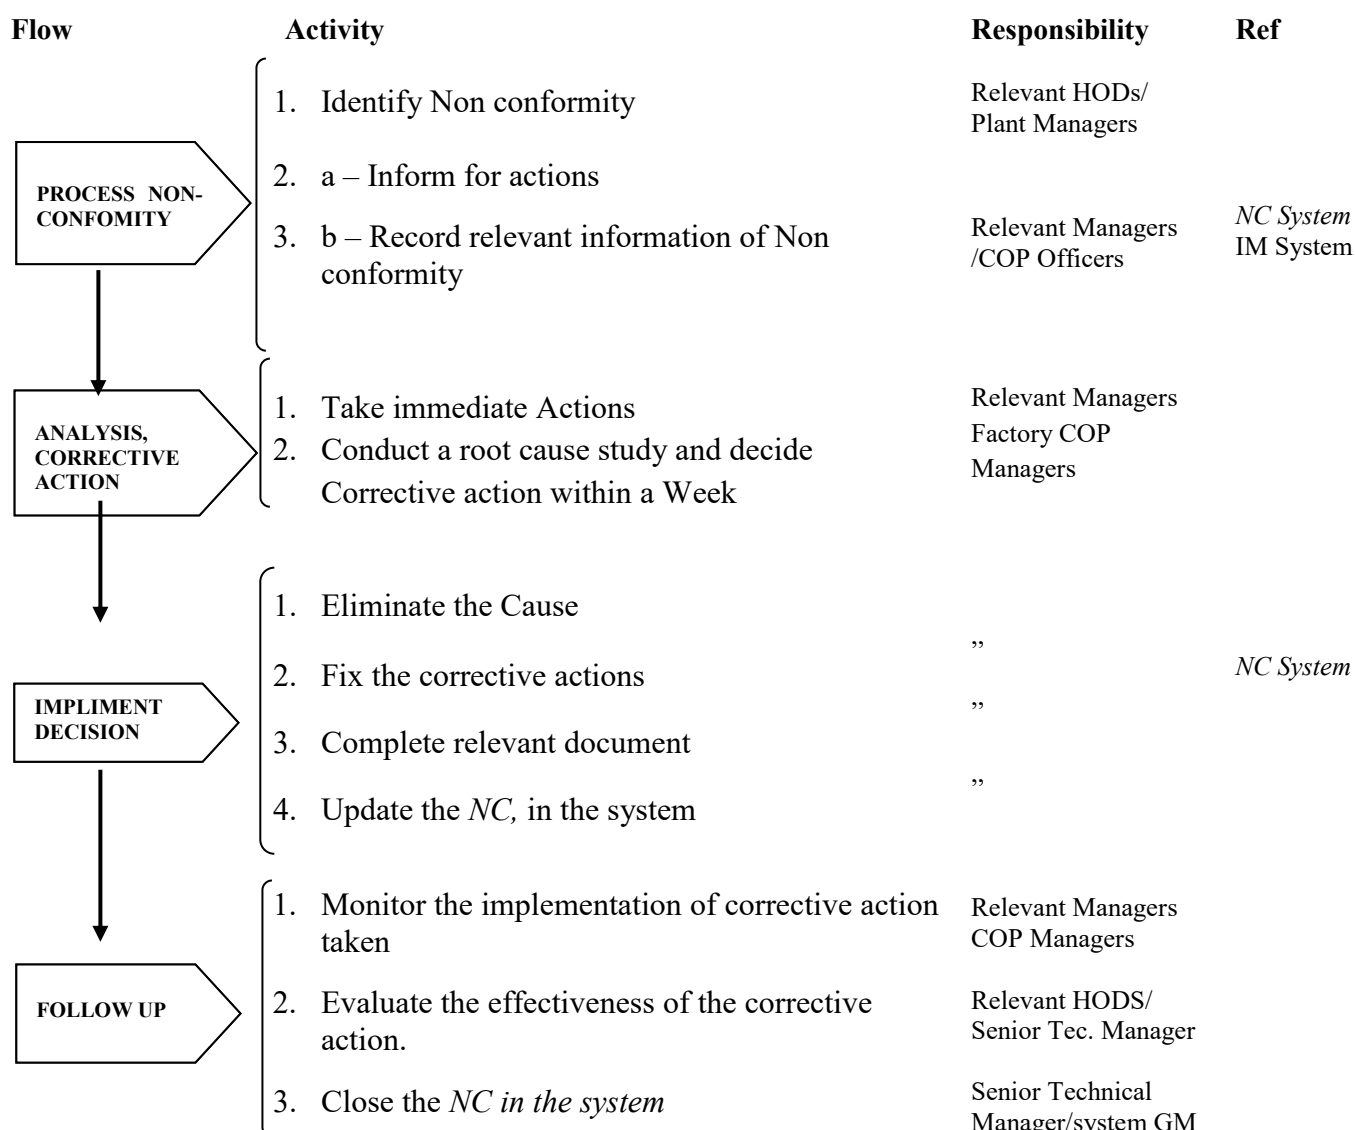 Flow Activity Responsibility Ref
1. Identify Non conformity
Relevant HODs/
Plant Managers
PROCESS NON-
CONFOMITY
2. a – Inform for actions
3. b – Record relevant information of Non
conformity
Relevant Managers
/COP Officers
NC System
IM System
ANALYSIS,
CORRECTIVE
ACTION
1. Take immediate Actions
2. Conduct a root cause study and decide
Corrective action within a Week
Relevant Managers
Factory COP
Managers
IMPLIMENT
DECISION
1. Eliminate the Cause
”
2. Fix the corrective actions
”
3. Complete relevant document
”
4. Update the NC, in the system
NC System
FOLLOW UP
1. Monitor the implementation of corrective action
taken
Relevant Managers
COP Managers
2. Evaluate the effectiveness of the corrective
action.
Relevant HODS/
Senior Tec. Manager
3. Close the NC in the system
Senior Technical
Manager/system GM